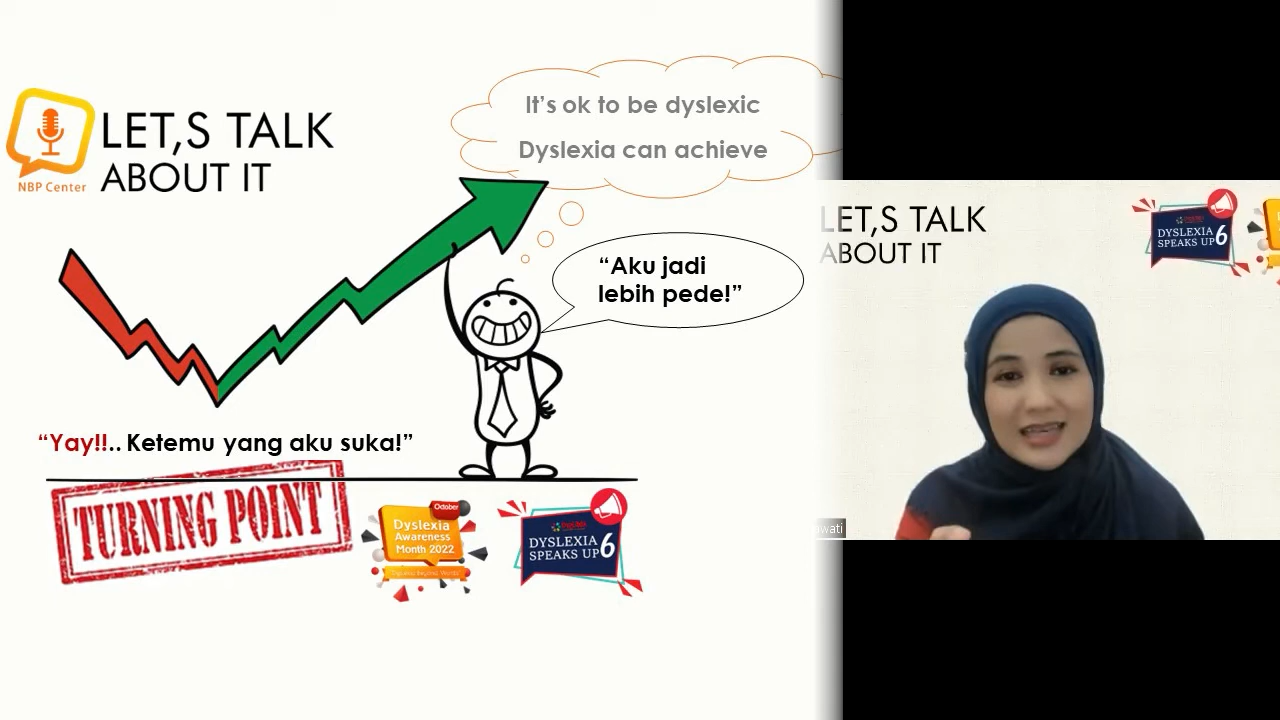 LET,S TALK
ABOUT IT
NBP Center
It's ok to be dyslexic
Dyslexia can achieve
"Aku jadi
lebih pede!"
"Yay!!.. Ketemu yang aku suka!"
TURNING POINT
October
Dyslexia
Awareness
Month 2022
DYSLEXIA
SPEAKS UP 6
LET,S TALK
ABOUT IT
DYSLEXIA
SPEAKS UP 6
wati